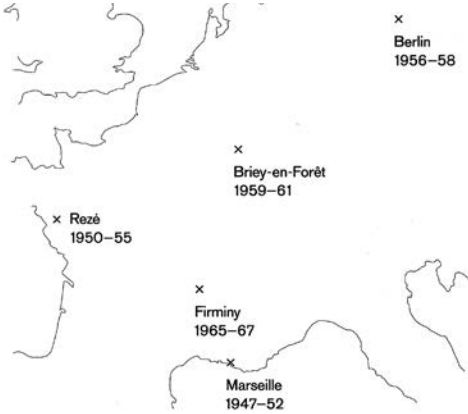 Berlin
1956–58
Briey-en-Forêt
1959–61
Rezé
1950–55
Firminy
1965–67
Marseille
1947–52